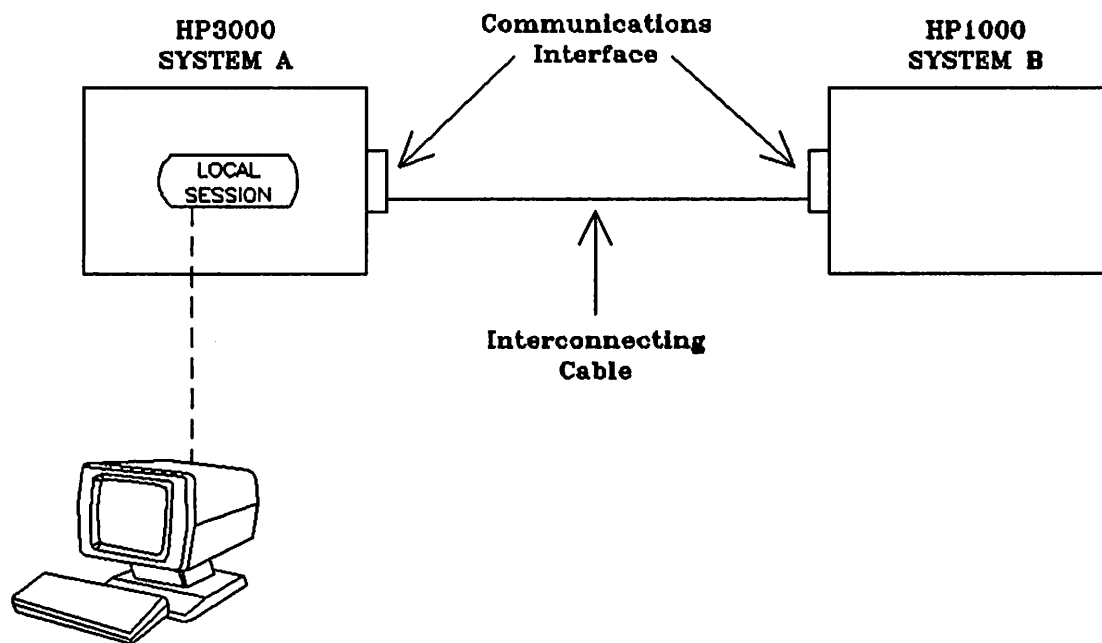 HP3000
SYSTEM A
Communications
Interface
HP1000
SYSTEM B
LOCAL
SESSION
Interconnecting
Cable